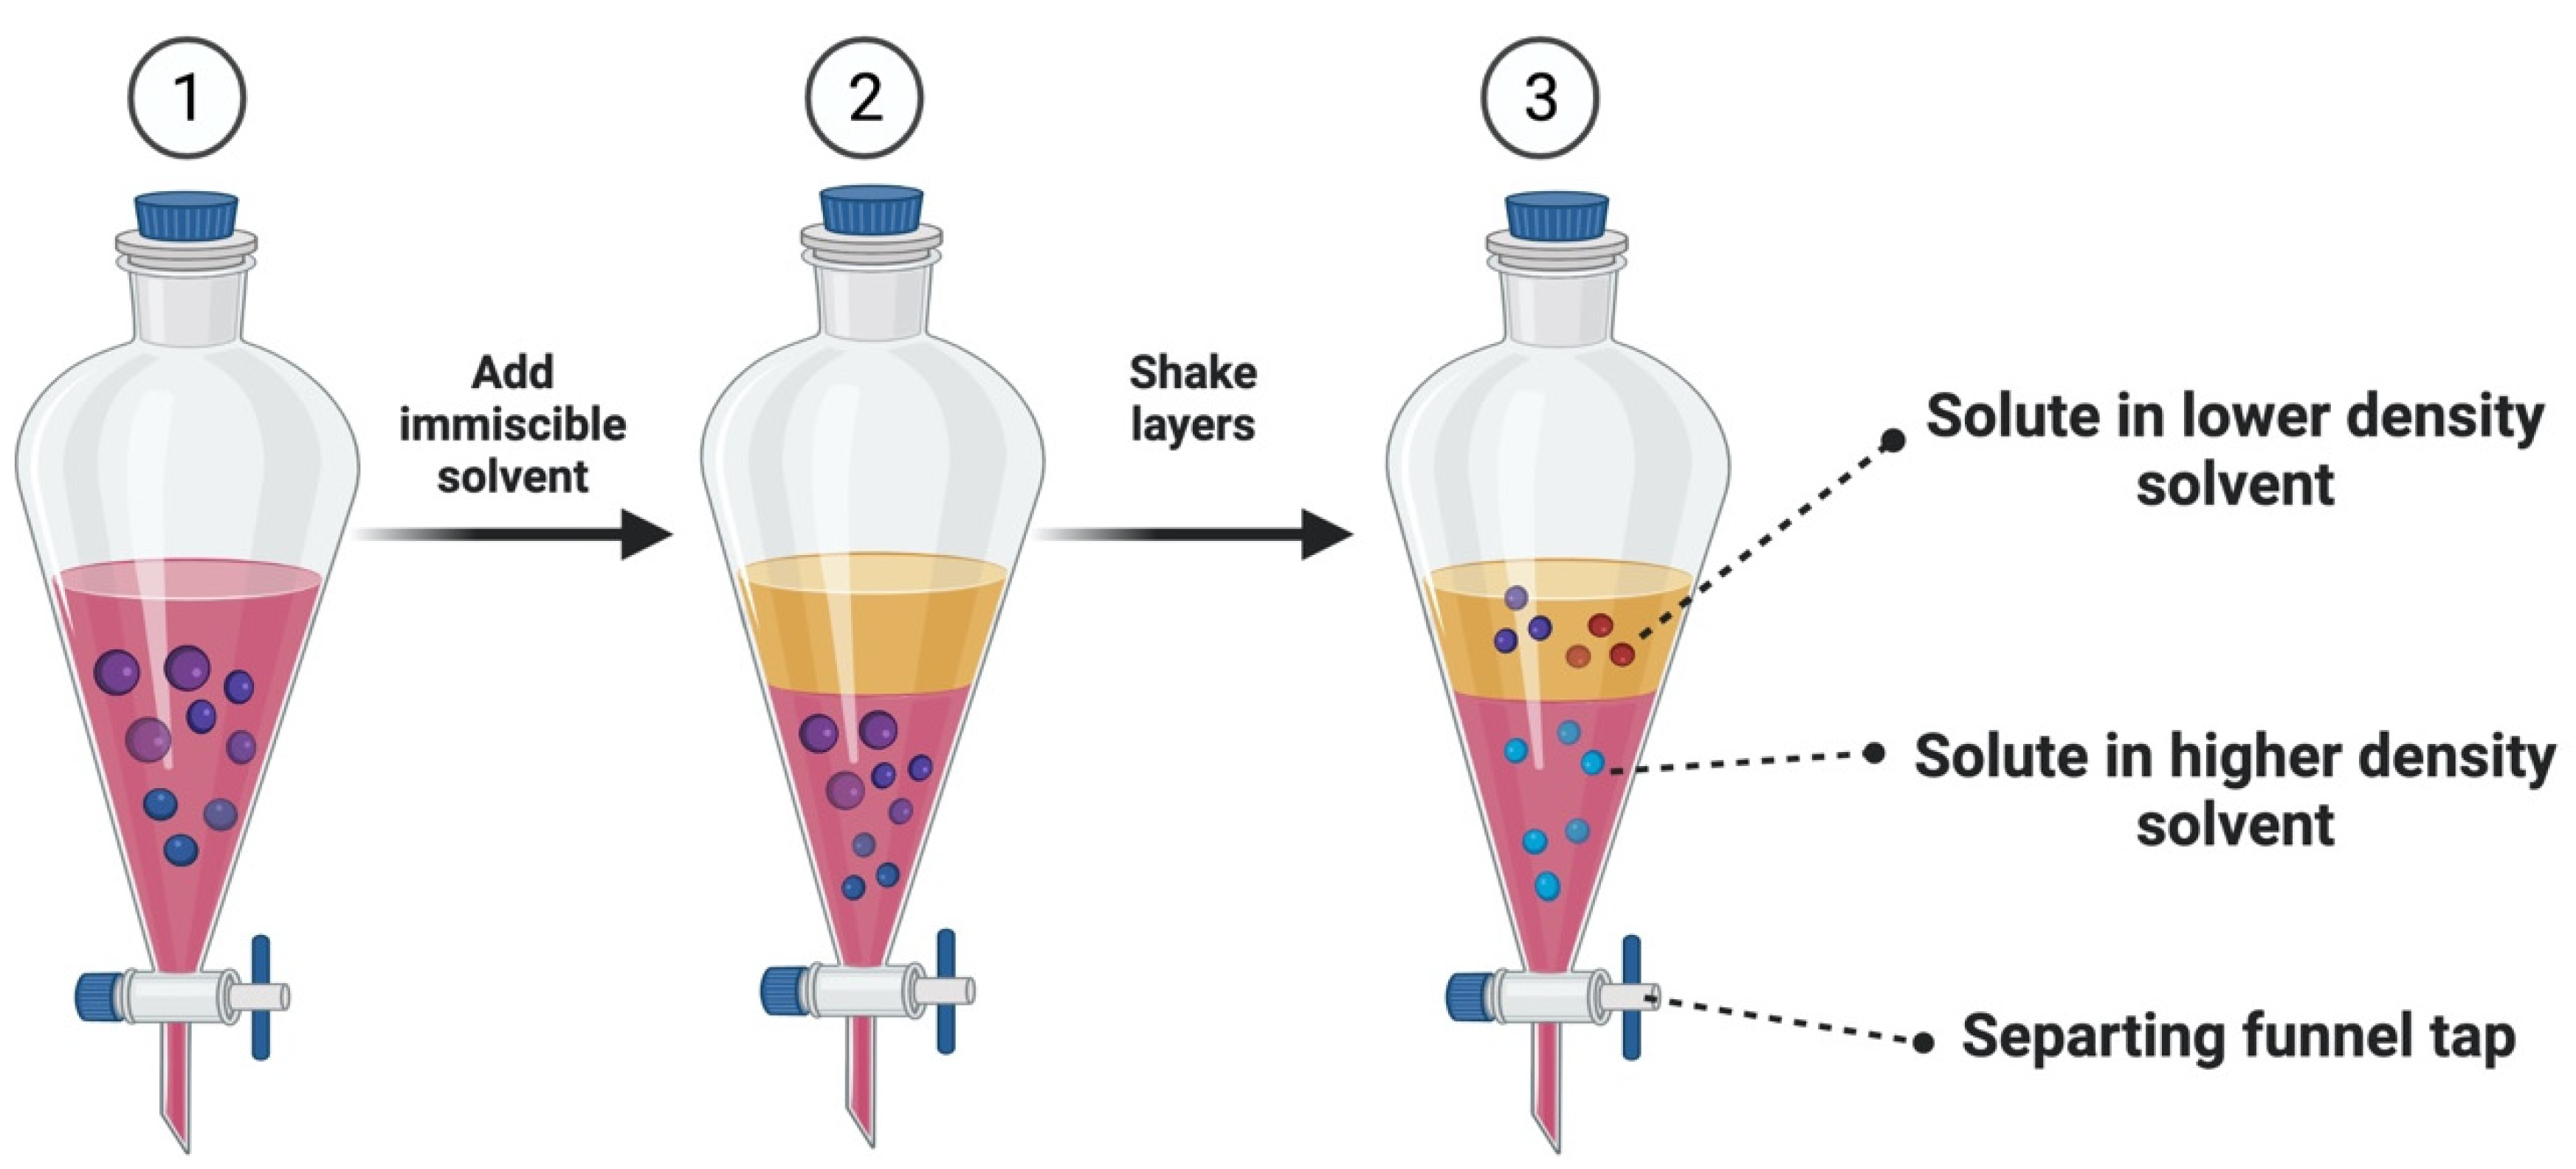 1
2
3
Add
immiscible
solvent
Shake
layers
Solute in lower density
solvent
Solute in higher density
solvent
Separting funnel tap